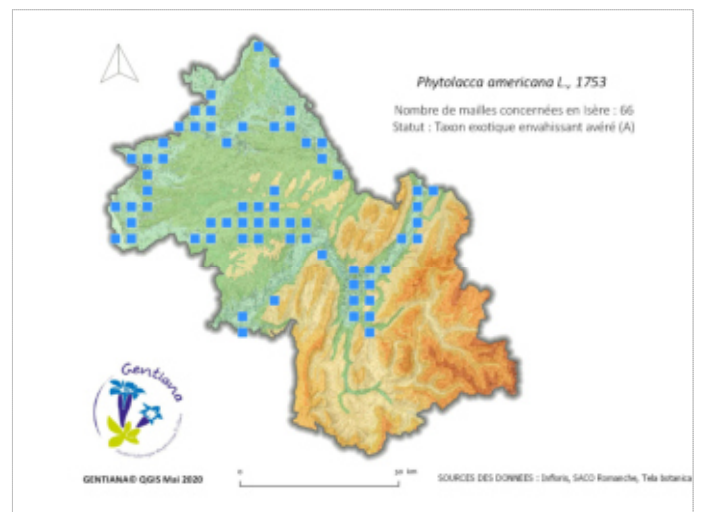 Phytolacca americana L., 1753
Nombre de mailles concernées en Isère : 66
Statut : Taxon exotique envahissant avéré (A)
Gentiana
GENTIANA© QGIS Mai 2020
0 50 km
SOURCES DES DONNEES : Infloris, SACO Romanche, Tela botanica